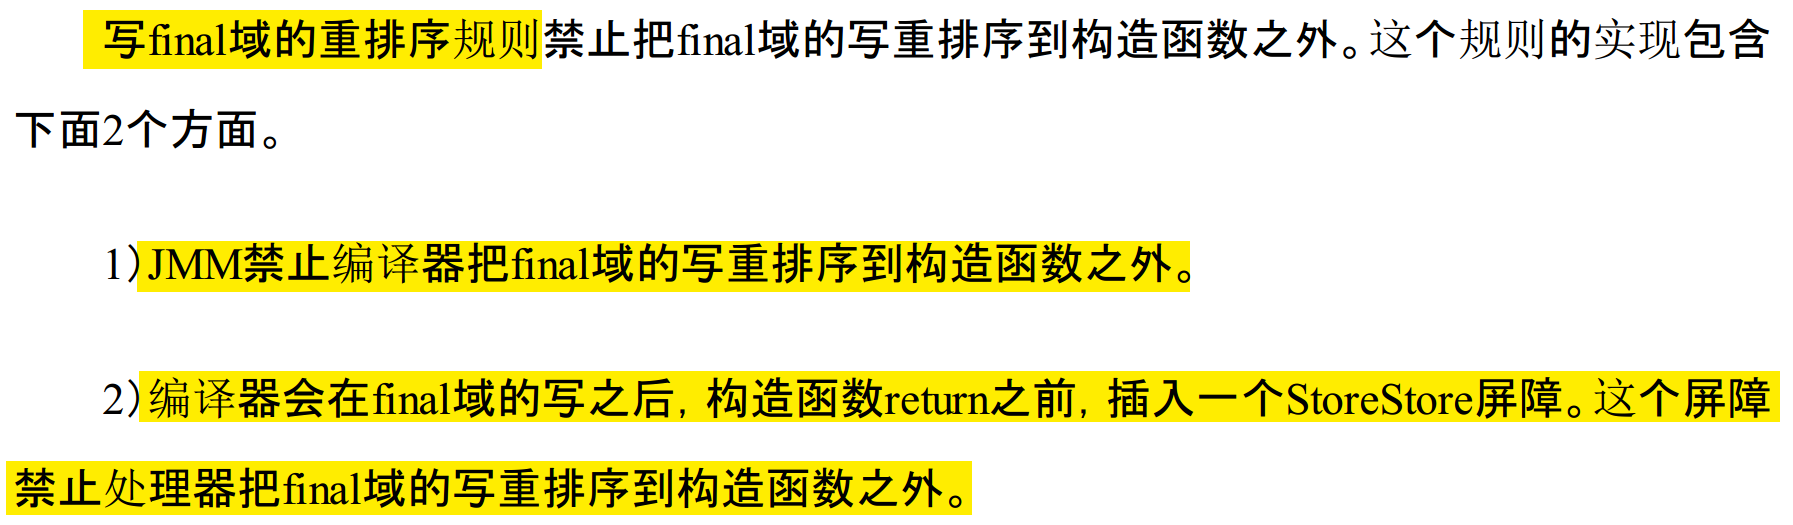 写final域的重排序规则禁止把final域的写重排序到构造函数之外。这个规则的实现包含
下面2个方面。
1)JMM禁止编译器把final域的写重排序到构造函数之外。
2)编译器会在final域的写之后，构造函数return之前，插入一个StoreStore屏障。这个屏障
禁止处理器把final域的写重排序到构造函数之外。